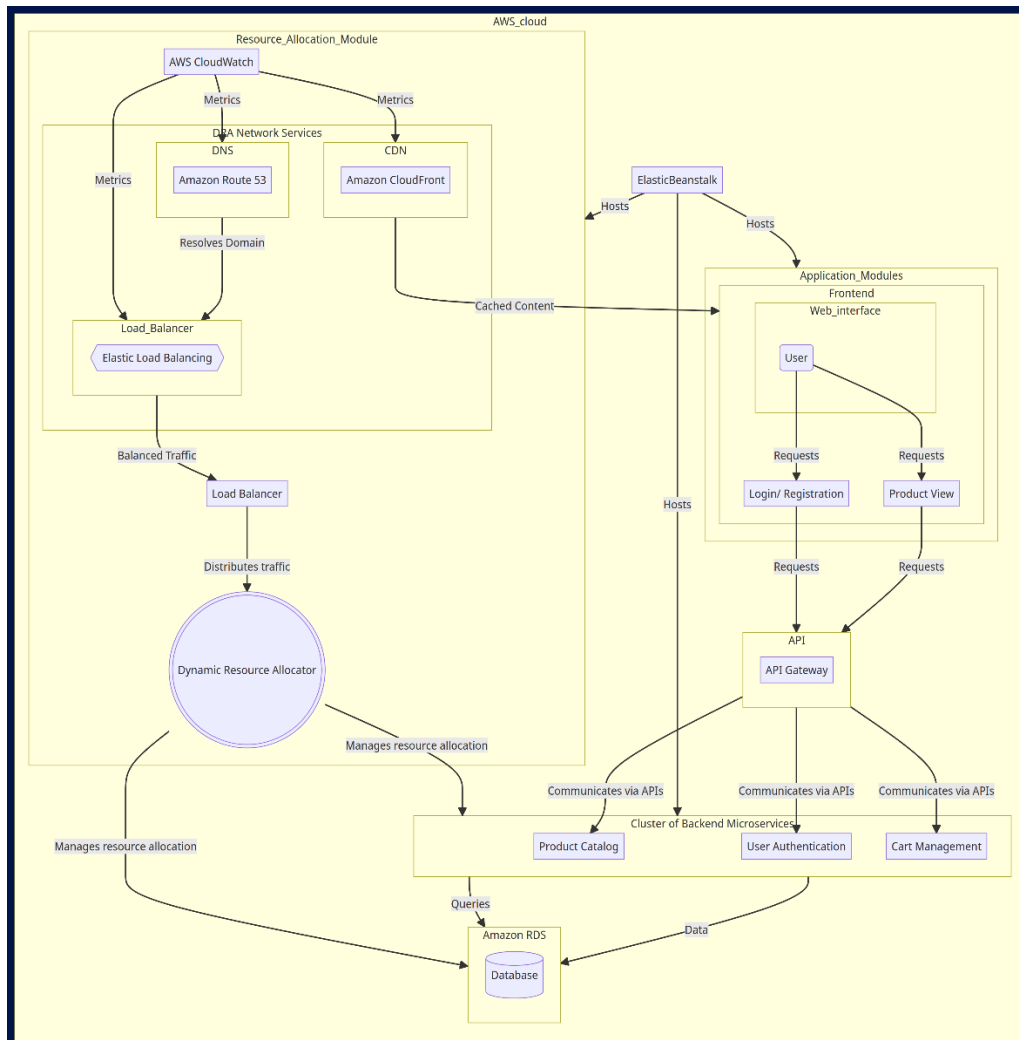 AWS_cloud
Resource_Allocation_Module
AWS CloudWatch
Metrics
Metrics
Metrics
DRA Network Services
DNS
CDN
Amazon Route 53
Amazon CloudFront
ElasticBeanstalk
Hosts
Hosts
Resolves Domain
Application_Modules
Frontend
Cached Content
Web_interface
Load_Balancer
Elastic Load Balancing
User
Balanced Traffic
Requests
Requests
Load Balancer
Login/ Registration
Product View
Hosts
Distributes traffic
Requests
Requests
API
API Gateway
Dynamic Resource Allocator
Manages resource allocation
Communicates via APIs
Communicates via APIs
Communicates via APIs
Cluster of Backend Microservices
Manages resource allocation
Product Catalog
User Authentication
Cart Management
Queries
Data
Amazon RDS
Database